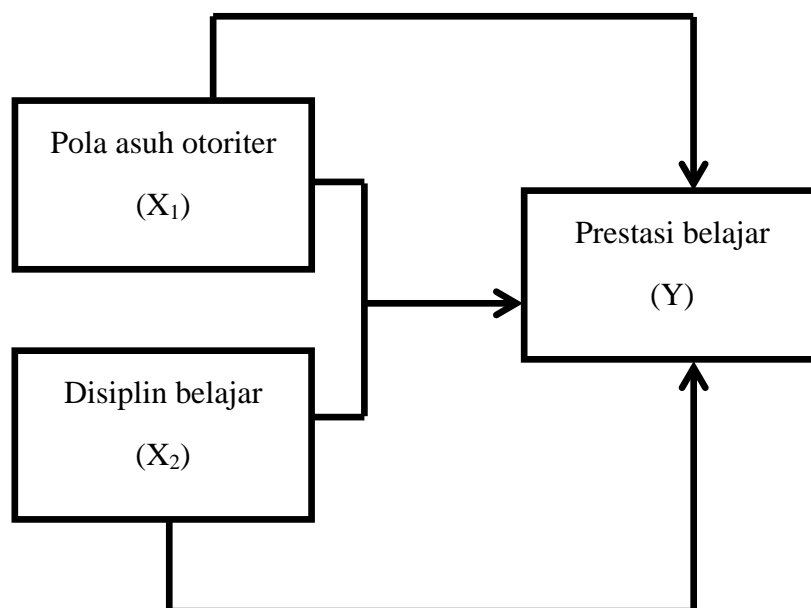 Pola asuh otoriter
(X₁)
Prestasi belajar
(Y)
Disiplin belajar
(X₂)